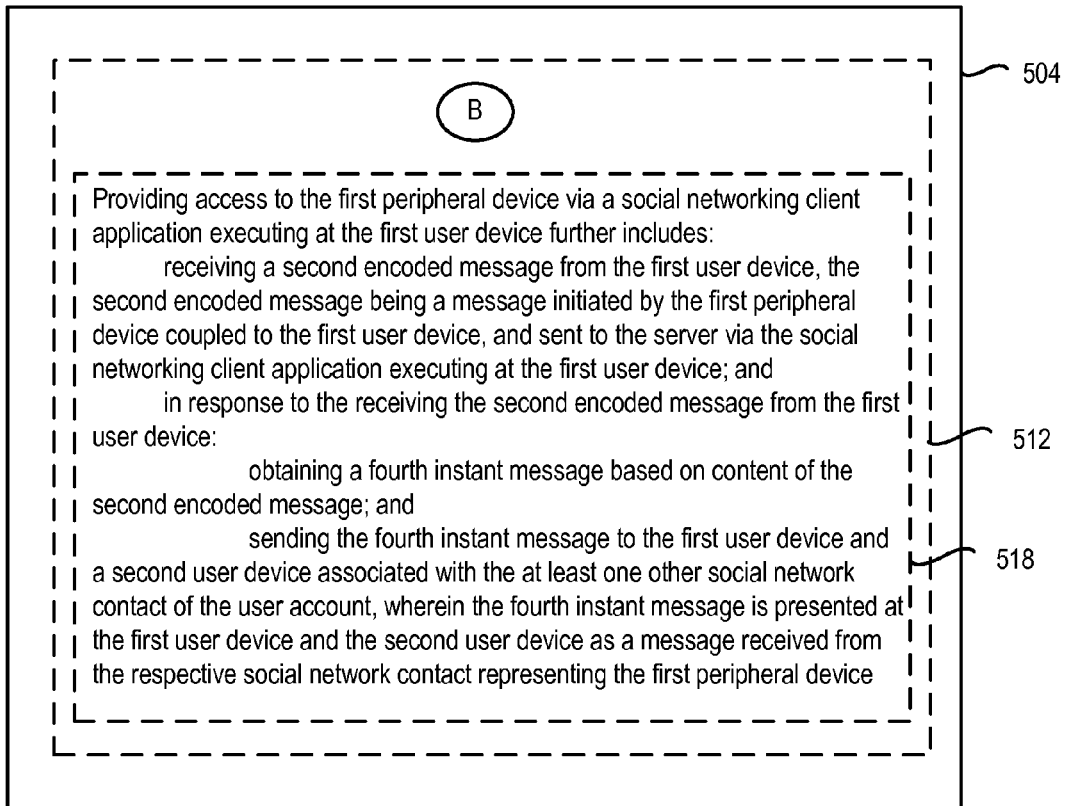 504
B
Providing access to the first peripheral device via a social networking client
application executing at the first user device further includes:
receiving a second encoded message from the first user device, the
second encoded message being a message initiated by the first peripheral
device coupled to the first user device, and sent to the server via the social
networking client application executing at the first user device; and
in response to the receiving the second encoded message from the first
user device:
obtaining a fourth instant message based on content of the
second encoded message; and
sending the fourth instant message to the first user device and
a second user device associated with the at least one other social network
contact of the user account, wherein the fourth instant message is presented at
the first user device and the second user device as a message received from
the respective social network contact representing the first peripheral device
512
518